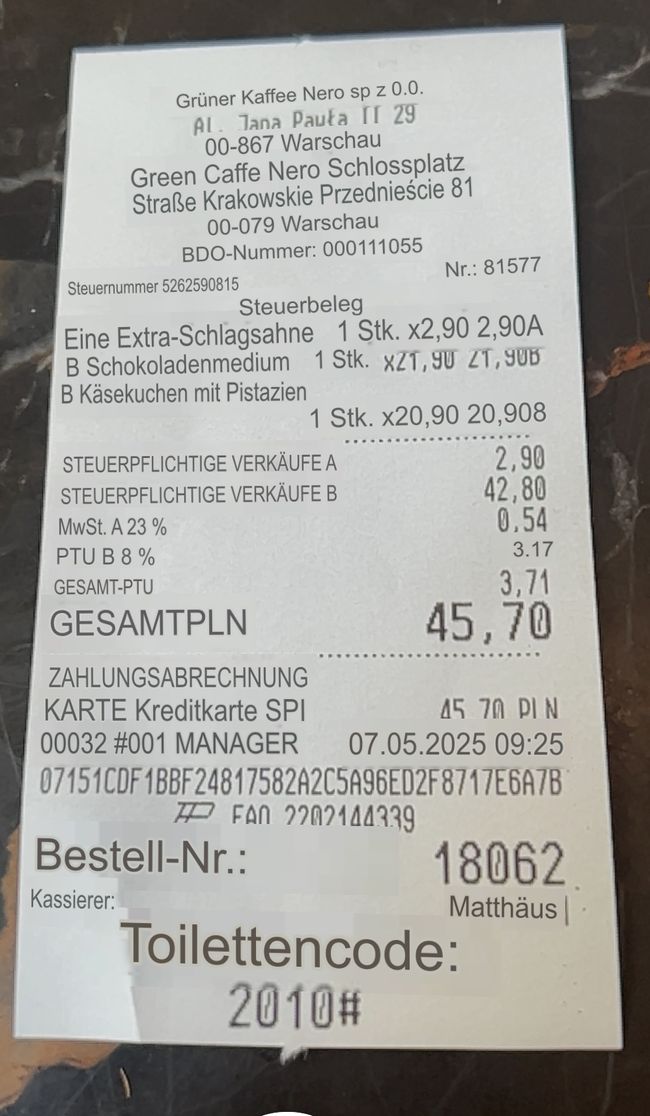 Grüner Kaffee Nero sp z 0.0.
Al. Jana Pawła II 29
00-867 Warschau
Green Caffe Nero Schlossplatz
Straße Krakowskie Przednieście 81
00-079 Warschau
BDO-Nummer: 000111055
Steuernummer 5262590815 Nr.: 81577
Steuerbeleg
Eine Extra-Schlagsahne 1 Stk. x2,90 2,90A
B Schokoladenmedium 1 Stk. x21,90 21,90B
B Käsekuchen mit Pistazien
1 Stk. x20,90 20,908
STEUERPFLICHTIGE VERKÄUFE A 2,90
STEUERPFLICHTIGE VERKÄUFE B 42,80
MwSt. A 23 % 0.54
PTU B 8 % 3.17
GESAMT-PTU 3,71
GESAMTPLN 45,70
ZAHLUNGSABRECHNUNG
KARTE Kreditkarte SPI 45,70 PLN
00032 #001 MANAGER 07.05.2025 09:25
07151CDF1BBF24817582A2C5A96ED2F8717E6A7B
EAO 2202144339
Bestell-Nr.: 18062
Kassierer: Matthäus
Toilettencode:
2010#